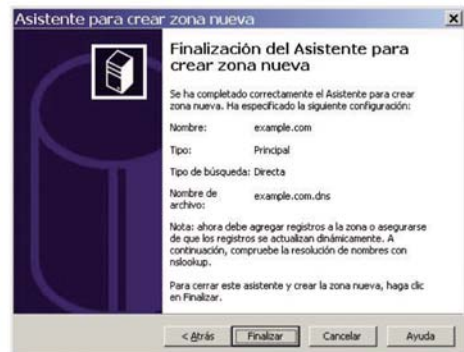 Asistente para crear zona nueva
Finalización del Asistente para
crear zona nueva
Se ha completado correctamente el Asistente para crear
zona nueva. Ha especificado la siguiente configuración:
Nombre: example.com
Tipo: Principal
Tipo de búsqueda: Directa
Nombre de
archivo: example.com.dns
Nota: ahora debe agregar registros a la zona o asegurarse
de que los registros se actualizan dinámicamente. A
continuación, compruebe la resolución de nombres con
nslookup.
Para cerrar este asistente y crear la zona nueva, haga clic
en Finalizar.
< Atrás Finalizar Cancelar Ayuda